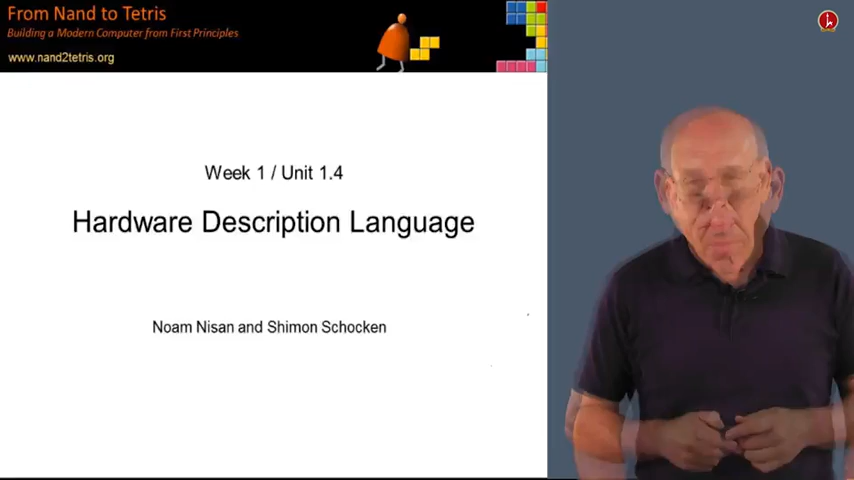 From Nand to Tetris
Building a Modern Computer from First Principles
www.nand2tetris.org
Week 1 / Unit 1.4
Hardware Description Language
Noam Nisan and Shimon Schocken